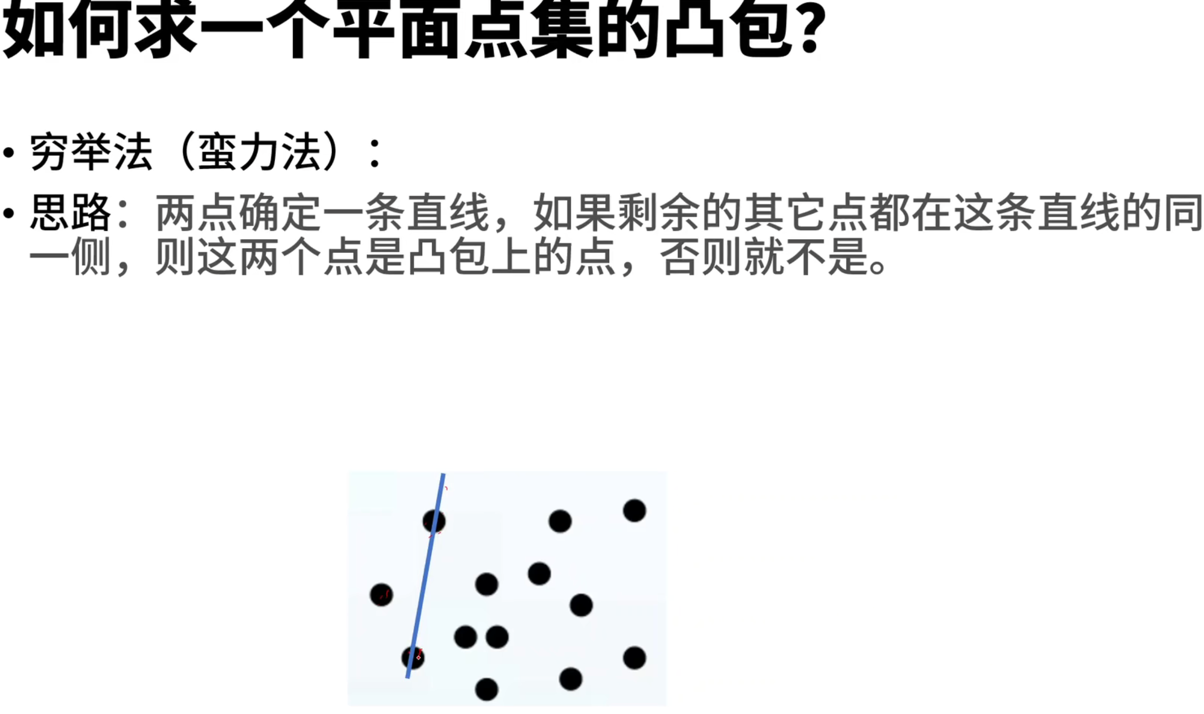 如何求一个平面点集的凸包？
• 穷举法（蛮力法）：
• 思路：两点确定一条直线，如果剩余的其它点都在这条直线的同
一侧，则这两个点是凸包上的点，否则就不是。